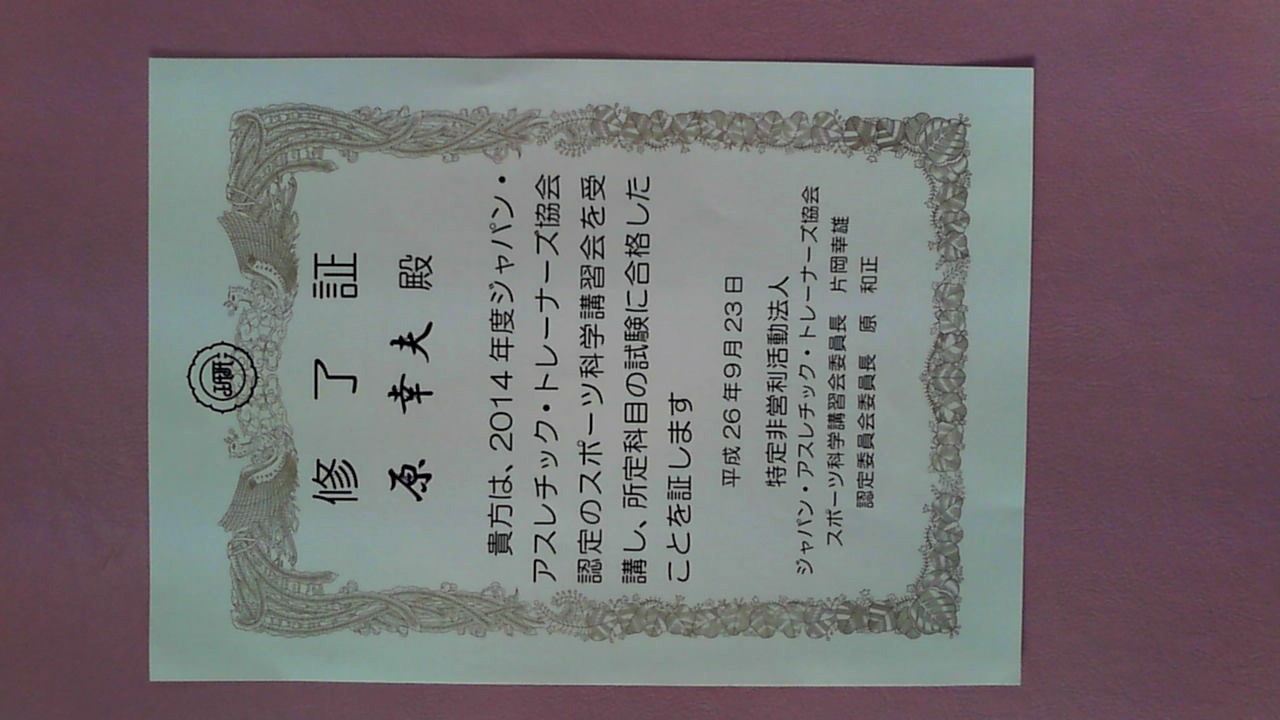 修了証
原幸夫殿
貴方は、2014年度ジャパン・
アスレチック・トレーナーズ協会
認定のスポーツ科学講習会を受
講し、所定科目の試験に合格した
ことを証します
平成26年9月23日
特定非営利活動法人
ジャパン・アスレチック・トレーナーズ協会
スポーツ科学講習会委員長 片岡幸雄
認定委員会委員長 原 和正